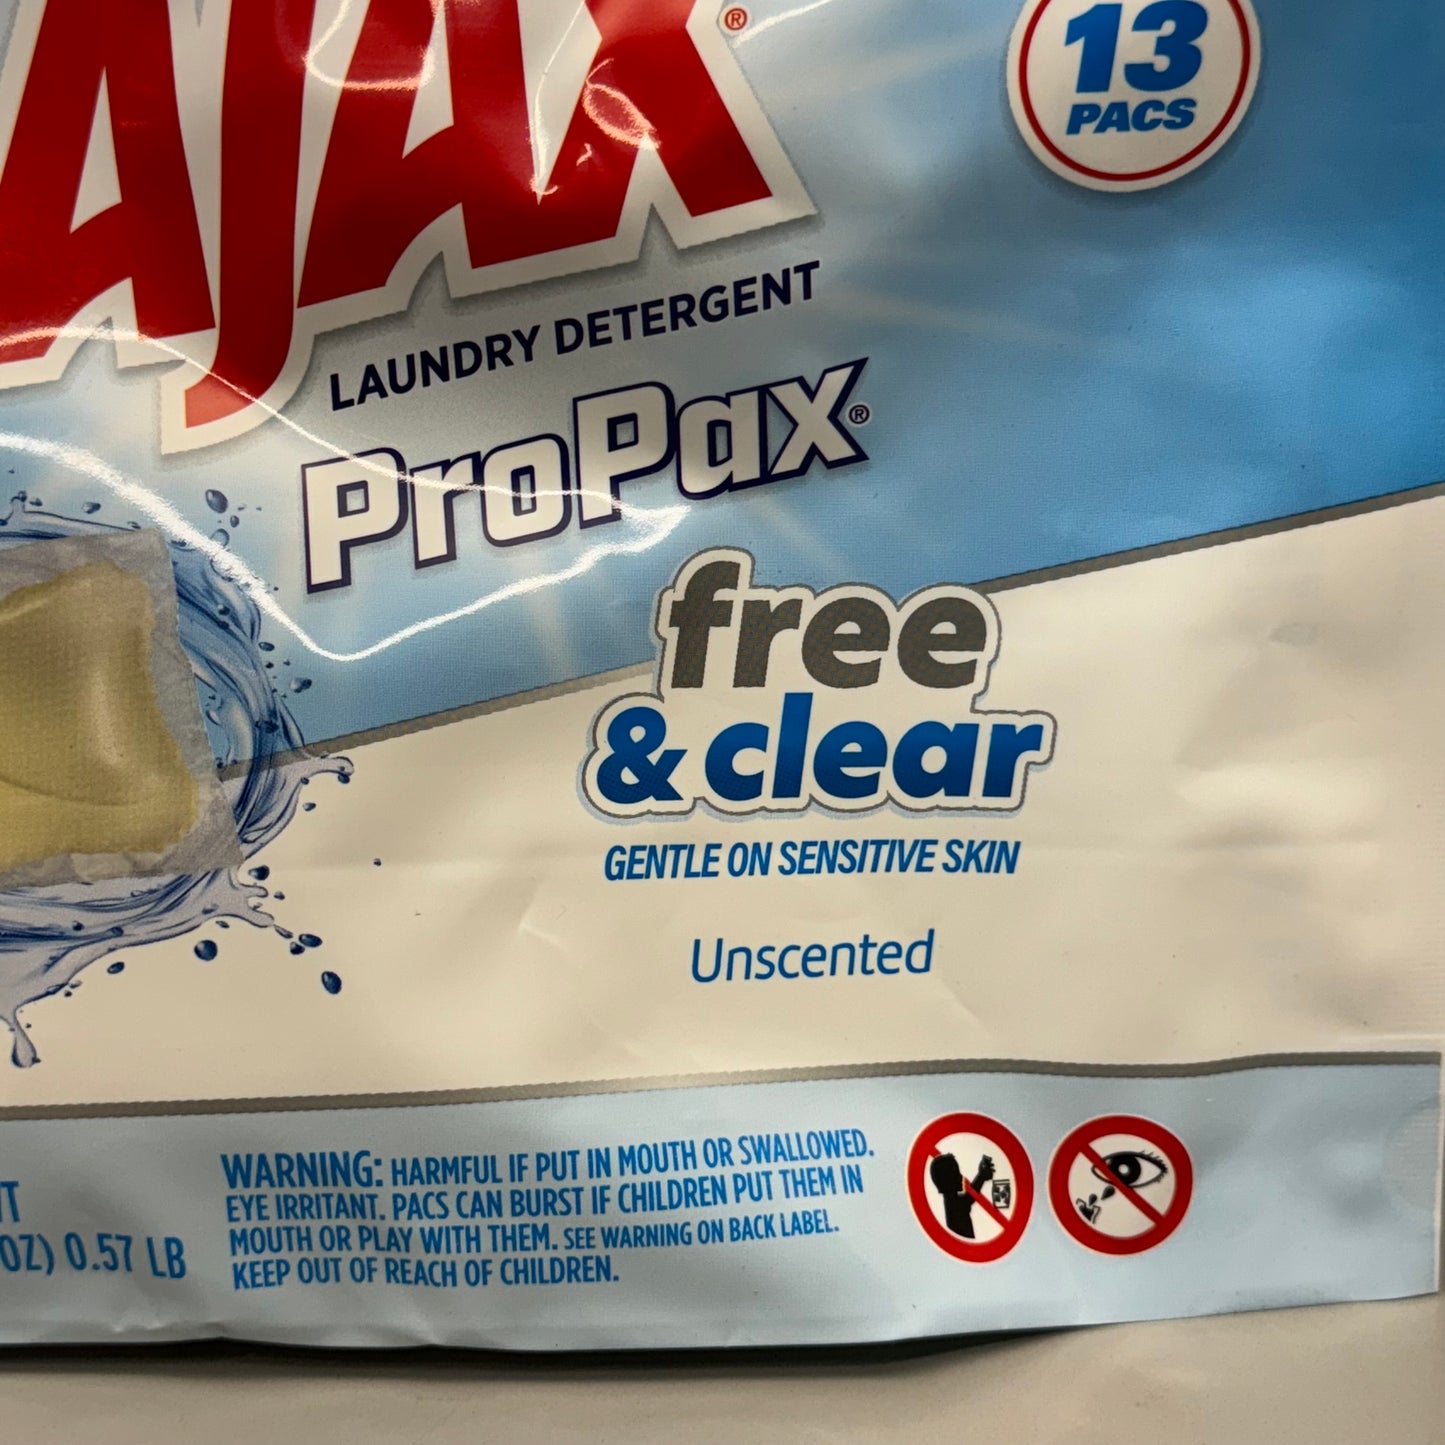 AJAX®
13
PACS
LAUNDRY DETERGENT
ProPax®
free
& clear
GENTLE ON SENSITIVE SKIN
Unscented
OZ) 0.57 LB
WARNING: HARMFUL IF PUT IN MOUTH OR SWALLOWED.
EYE IRRITANT. PACS CAN BURST IF CHILDREN PUT THEM IN
MOUTH OR PLAY WITH THEM. SEE WARNING ON BACK LABEL.
KEEP OUT OF REACH OF CHILDREN.